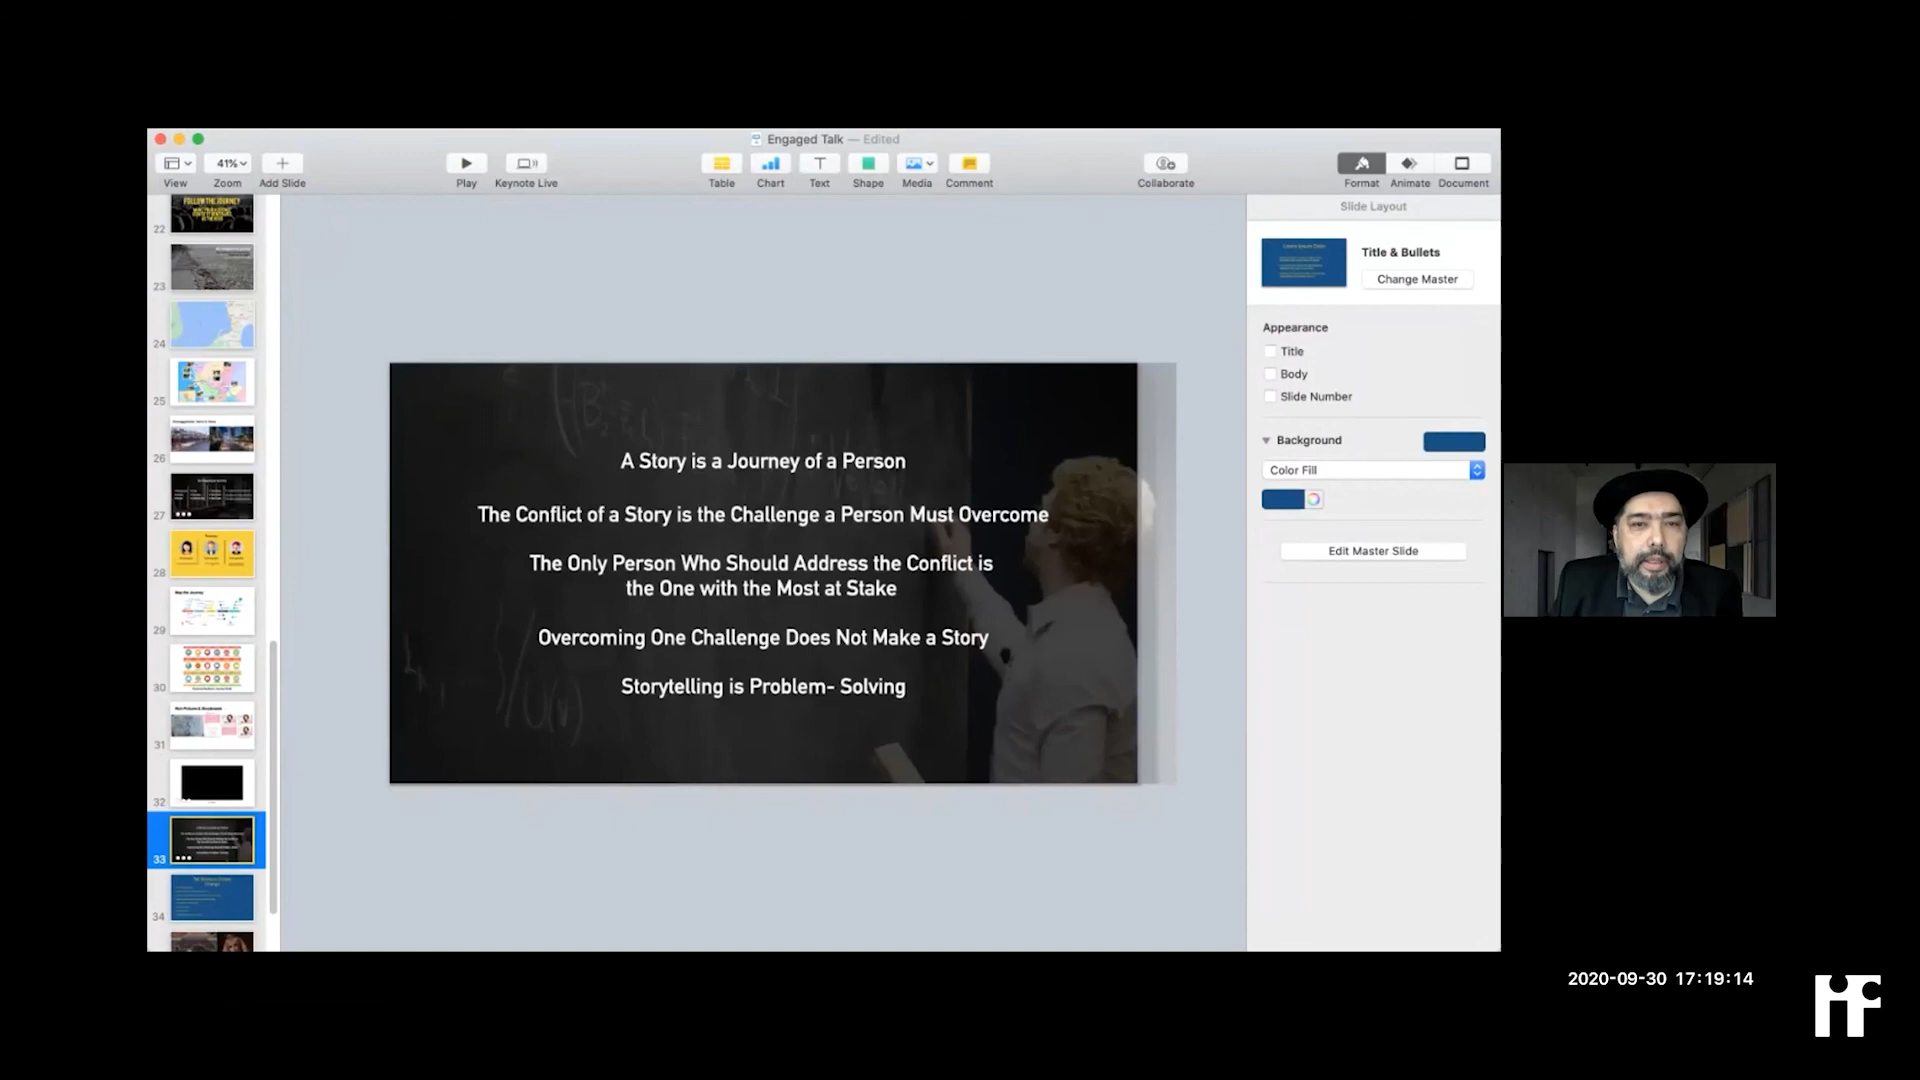 Engaged Talk — Edited
41%
View
Zoom
Add Slide
Play
Keynote Live
Table
Chart
Text
Shape
Media
Comment
Collaborate
Format
Animate
Document
FOLLOW THE JOURNEY
22
23
24
25
26
27
28
29
30
31
32
33
34
A Story is a Journey of a Person
The Conflict of a Story is the Challenge a Person Must Overcome
The Only Person Who Should Address the Conflict is
the One with the Most at Stake
Overcoming One Challenge Does Not Make a Story
Storytelling is Problem- Solving
Slide Layout
Title & Bullets
Change Master
Appearance
Title
Body
Slide Number
Background
Color Fill
Edit Master Slide
2020-09-30 17:19:14